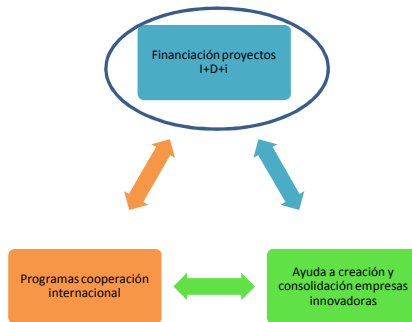 Financiación proyectos
I+D+i
Programas cooperación
internacional
Ayuda a creación y
consolidación empresas
innovadoras